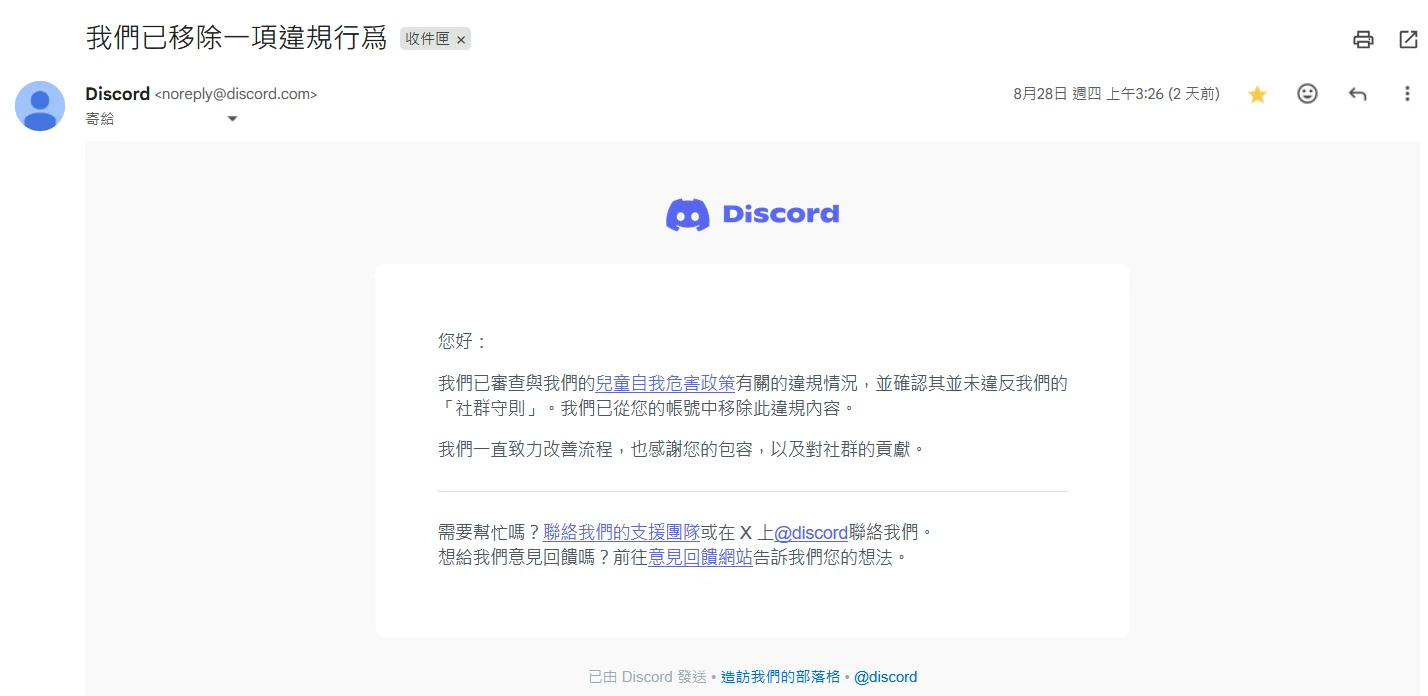 我們已移除一項違規行爲 收件匣 ×
Discord <noreply@discord.com> 8月28日 週四 上午3:26 (2 天前)
寄給
Discord
您好：
我們已審查與我們的兒童自我危害政策有關的違規情況，並確認其並未違反我們的
「社群守則」。我們已從您的帳號中移除此違規內容。
我們一直致力改善流程，也感謝您的包容，以及對社群的貢獻。
需要幫忙嗎？聯絡我們的支援團隊或在 X 上@discord聯絡我們。
想給我們意見回饋嗎？前往意見回饋網站告訴我們您的想法。
已由 Discord 發送 • 造訪我們的部落格 • @discord